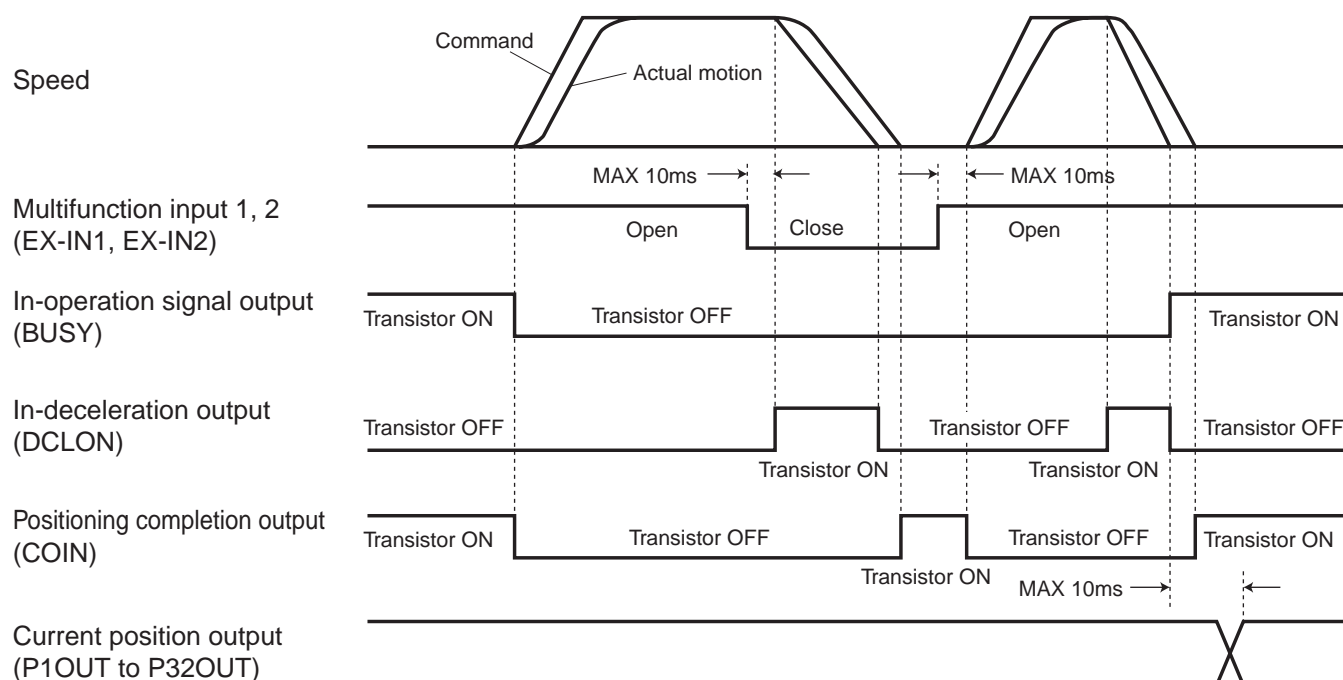 Speed
Command
Actual motion
MAX 10ms
MAX 10ms
Multifunction input 1, 2
(EX-IN1, EX-IN2)
Open
Close
Open
In-operation signal output
(BUSY)
Transistor ON
Transistor OFF
Transistor ON
In-deceleration output
(DCLON)
Transistor OFF
Transistor ON
Transistor OFF
Transistor ON
Transistor OFF
Positioning completion output
(COIN)
Transistor ON
Transistor OFF
Transistor ON
Transistor OFF
Transistor ON
MAX 10ms
Current position output
(P1OUT to P32OUT)